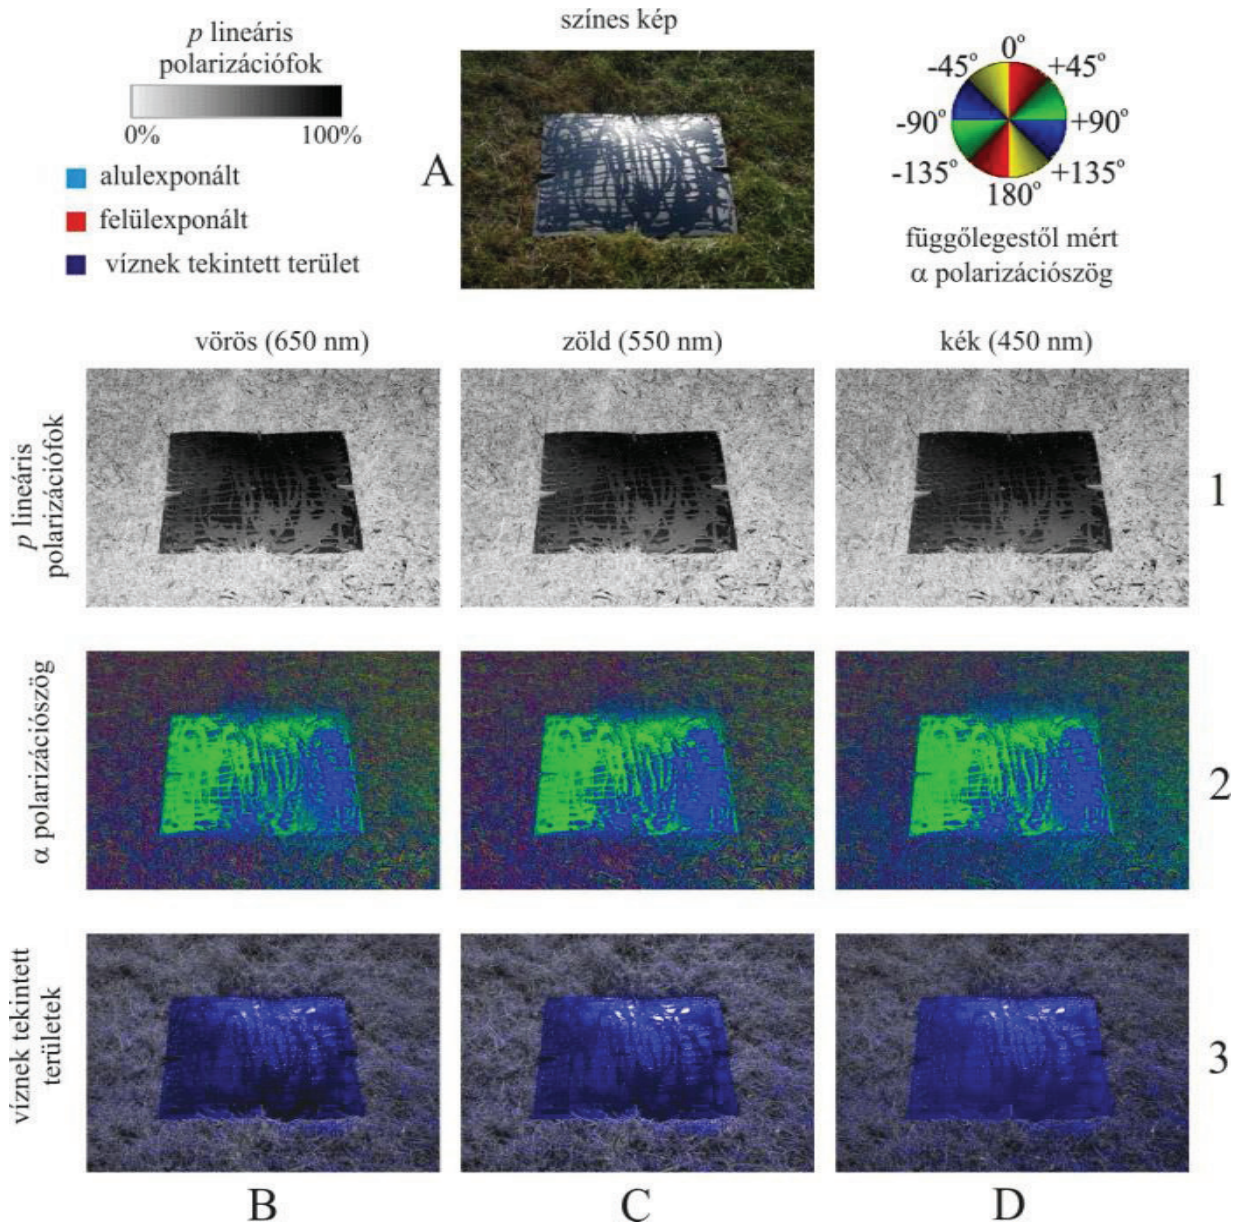 p lineáris
polarizációfok
0%
100%
alulexponált
felülexponált
víznek tekintett terület
színes kép
A
0°
-45°
+45°
-90°
+90°
-135°
+135°
180°
függőlegestől mért
α polarizációszög
vörös (650 nm)
zöld (550 nm)
kék (450 nm)
p lineáris
polarizációfok
1
α polarizációszög
2
víznek tekintett
területek
3
B
C
D